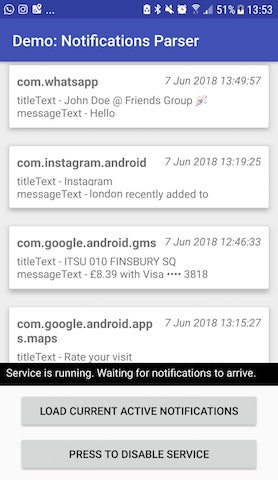 51% 13:53
Demo: Notifications Parser
com.whatsapp 7 Jun 2018 13:49:57
titleText - John Doe @ Friends Group 🎉
messageText - Hello
com.instagram.android 7 Jun 2018 13:19:25
titleText - Instagram
messageText - london recently added to
com.google.android.gms 7 Jun 2018 12:46:33
titleText - ITSU 010 FINSBURY SQ
messageText - £8.39 with Visa •••• 3818
com.google.android.app 7 Jun 2018 13:15:27
s.maps
titleText - Rate your visit
Service is running. Waiting for notifications to arrive.
LOAD CURRENT ACTIVE NOTIFICATIONS
PRESS TO DISABLE SERVICE